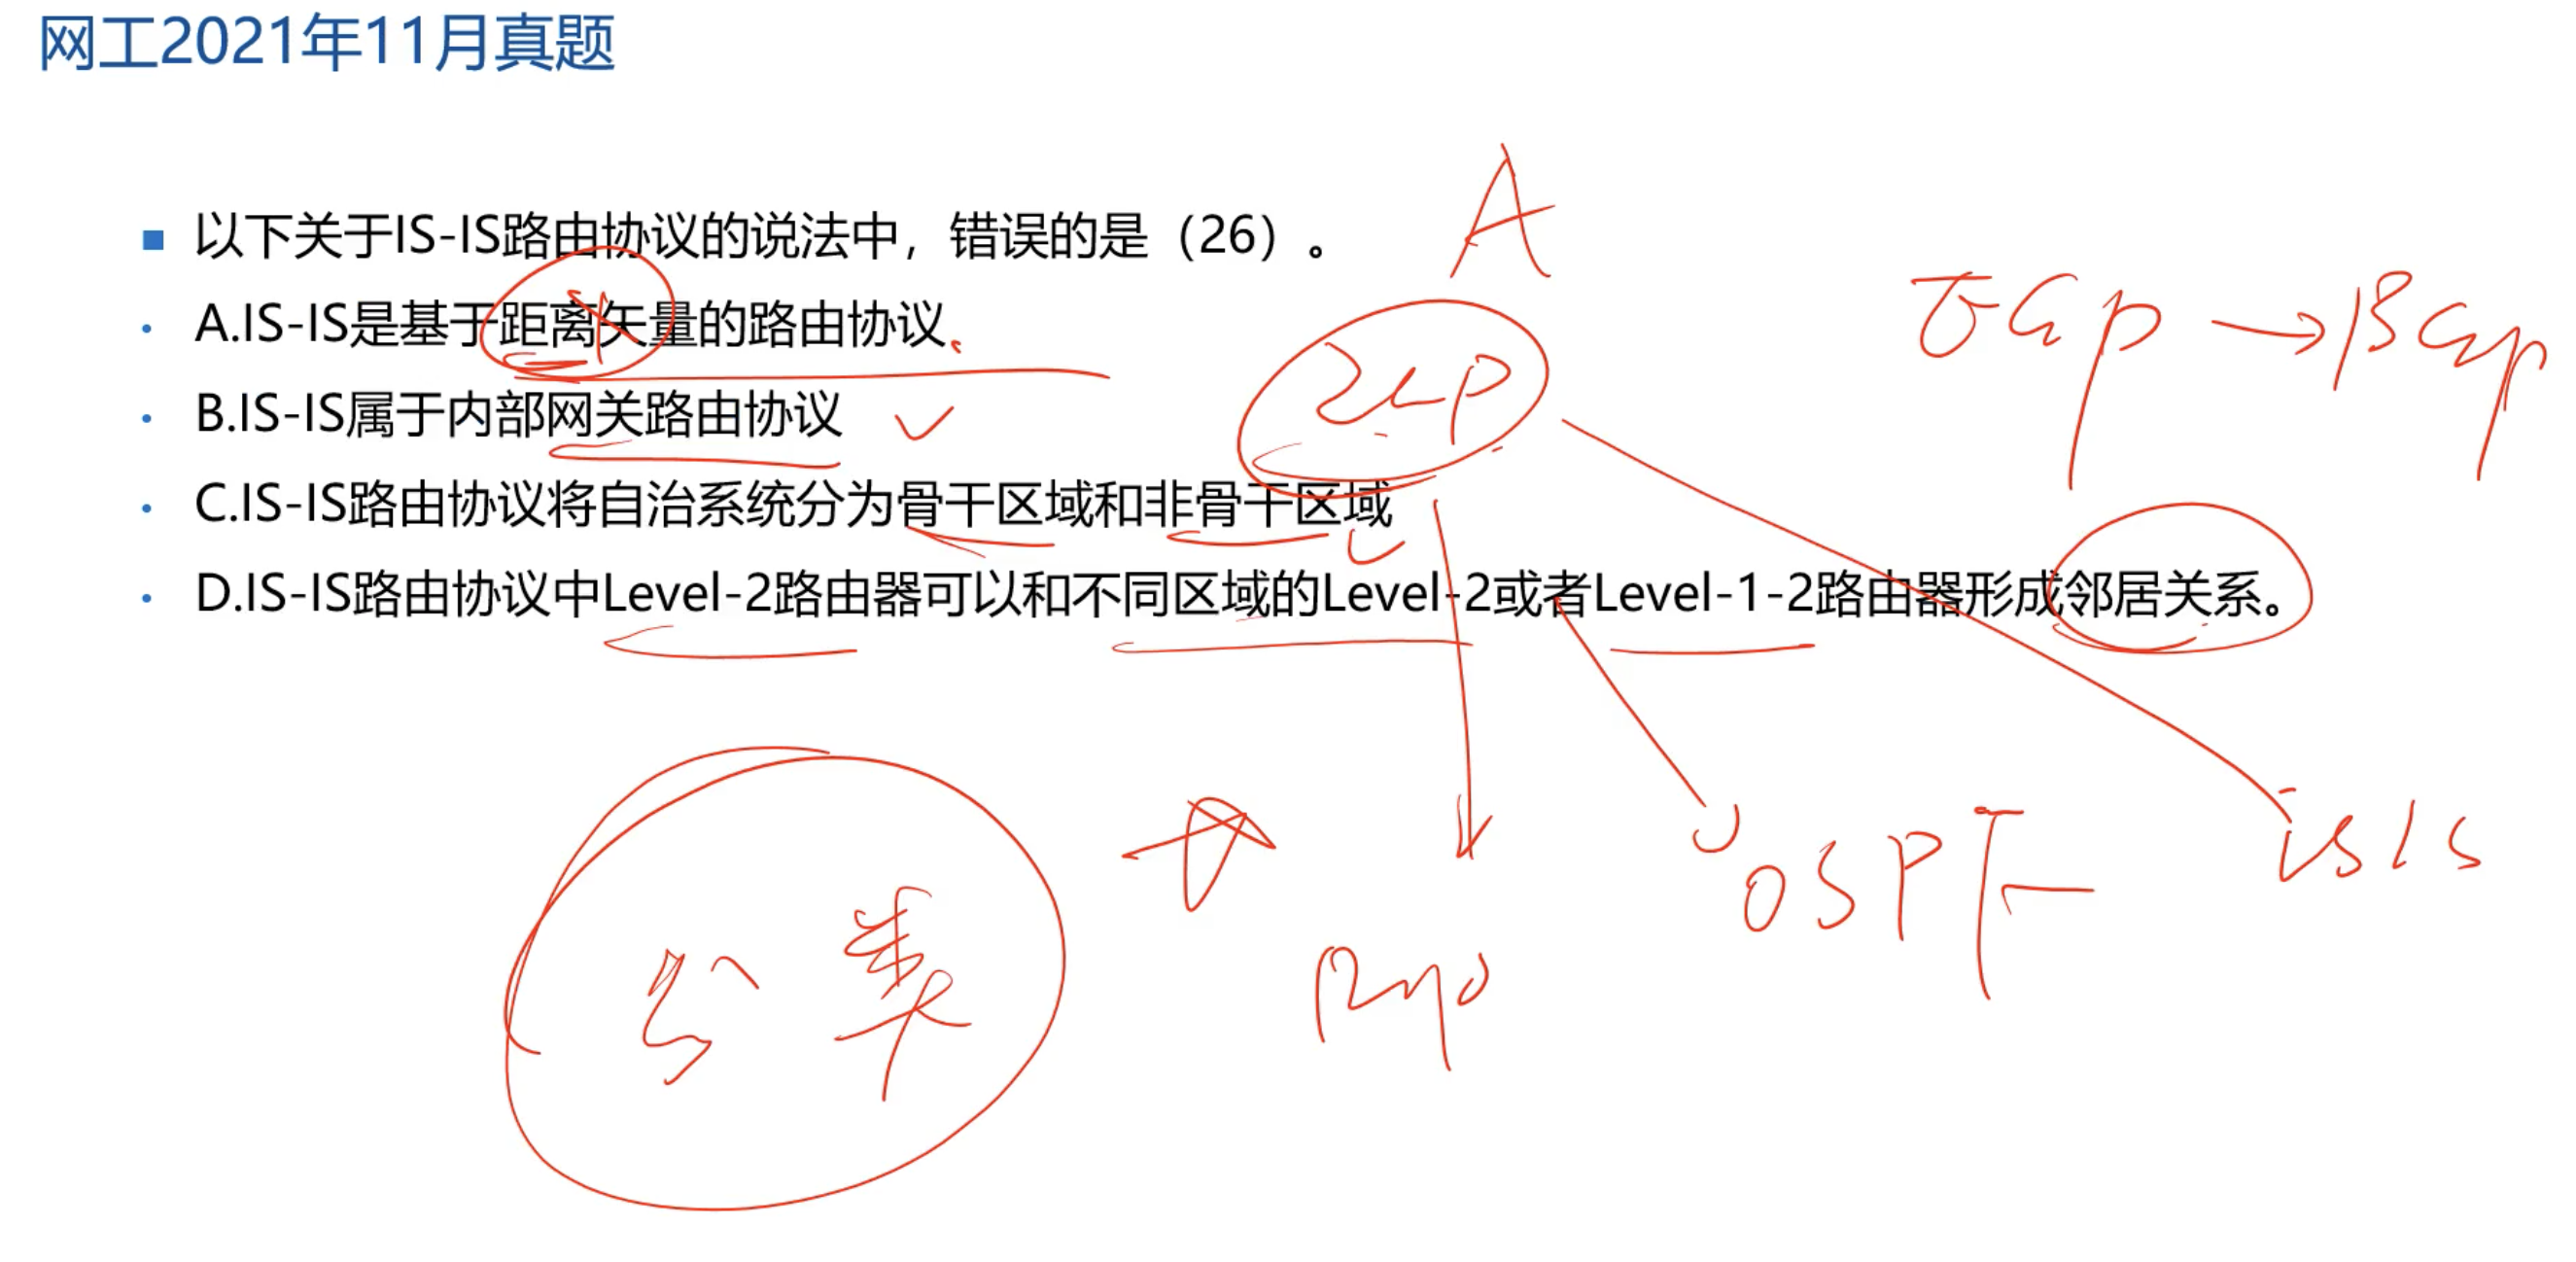 网工2021年11月真题
A
以下关于IS-IS路由协议的说法中，错误的是（26）。
EGP→BGP
A.IS-IS是基于距离矢量的路由协议、
IGP
B.IS-IS属于内部网关路由协议
C.IS-IS路由协议将自治系统分为骨干区域和非骨干区域
D.IS-IS路由协议中Level-2路由器可以和不同区域的Level-2或者Level-1-2路由器形成邻居关系。
OSPF
isis
分类
Rip